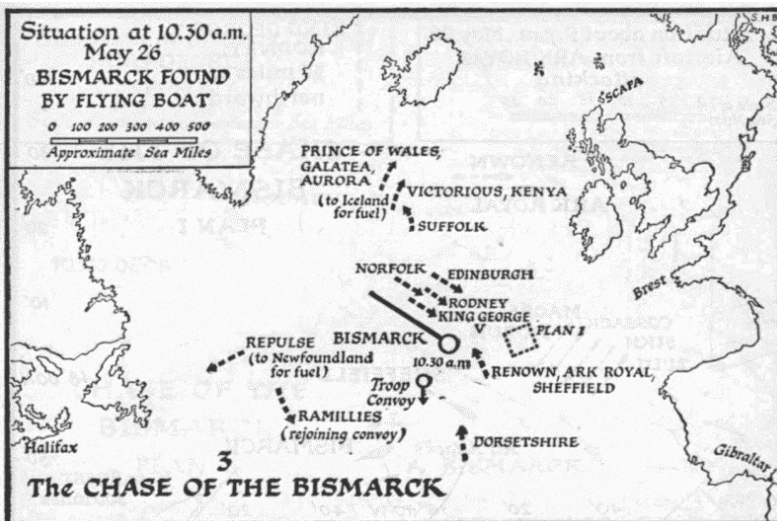 Situation at 10.30 a.m.
May 26
BISMARCK FOUND
BY FLYING BOAT
0 100 200 300 400 500
Approximate Sea Miles
S.H.B
SCAPA
PRINCE OF WALES,
GALATEA,
AURORA
(to Iceland
for fuel)
VICTORIOUS, KENYA
SUFFOLK
NORFOLK
EDINBURGH
RODNEY
KING GEORGE
V
Brest
BISMARCK
PLAN 2
10.30 a.m
REPULSE
(to Newfoundland
for fuel)
Troop
Convoy
RENOWN, ARK ROYAL,
SHEFFIELD
RAMILLIES
(rejoining convoy)
DORSETSHIRE
Halifax
Gibraltar
3
The CHASE OF THE BISMARCK